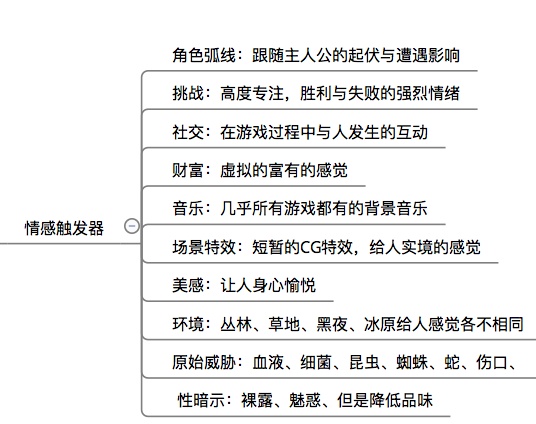 角色弧线：跟随主人公的起伏与遭遇影响
挑战：高度专注，胜利与失败的强烈情绪
社交：在游戏过程中与人发生的互动
财富：虚拟的富有的感觉
音乐：几乎所有游戏都有的背景音乐
情感触发器
场景特效：短暂的CG特效，给人实境的感觉
美感：让人身心愉悦
环境：丛林、草地、黑夜、冰原给人感觉各不相同
原始威胁：血液、细菌、昆虫、蜘蛛、蛇、伤口、
性暗示：裸露、魅惑、但是降低品味